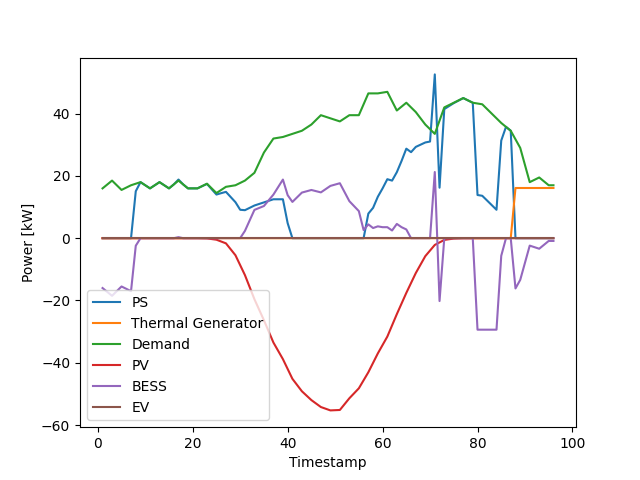 40
20
0
−20
−40
−60
Power [kW]
PS
Thermal Generator
Demand
PV
BESS
EV
0 20 40 60 80 100
Timestamp